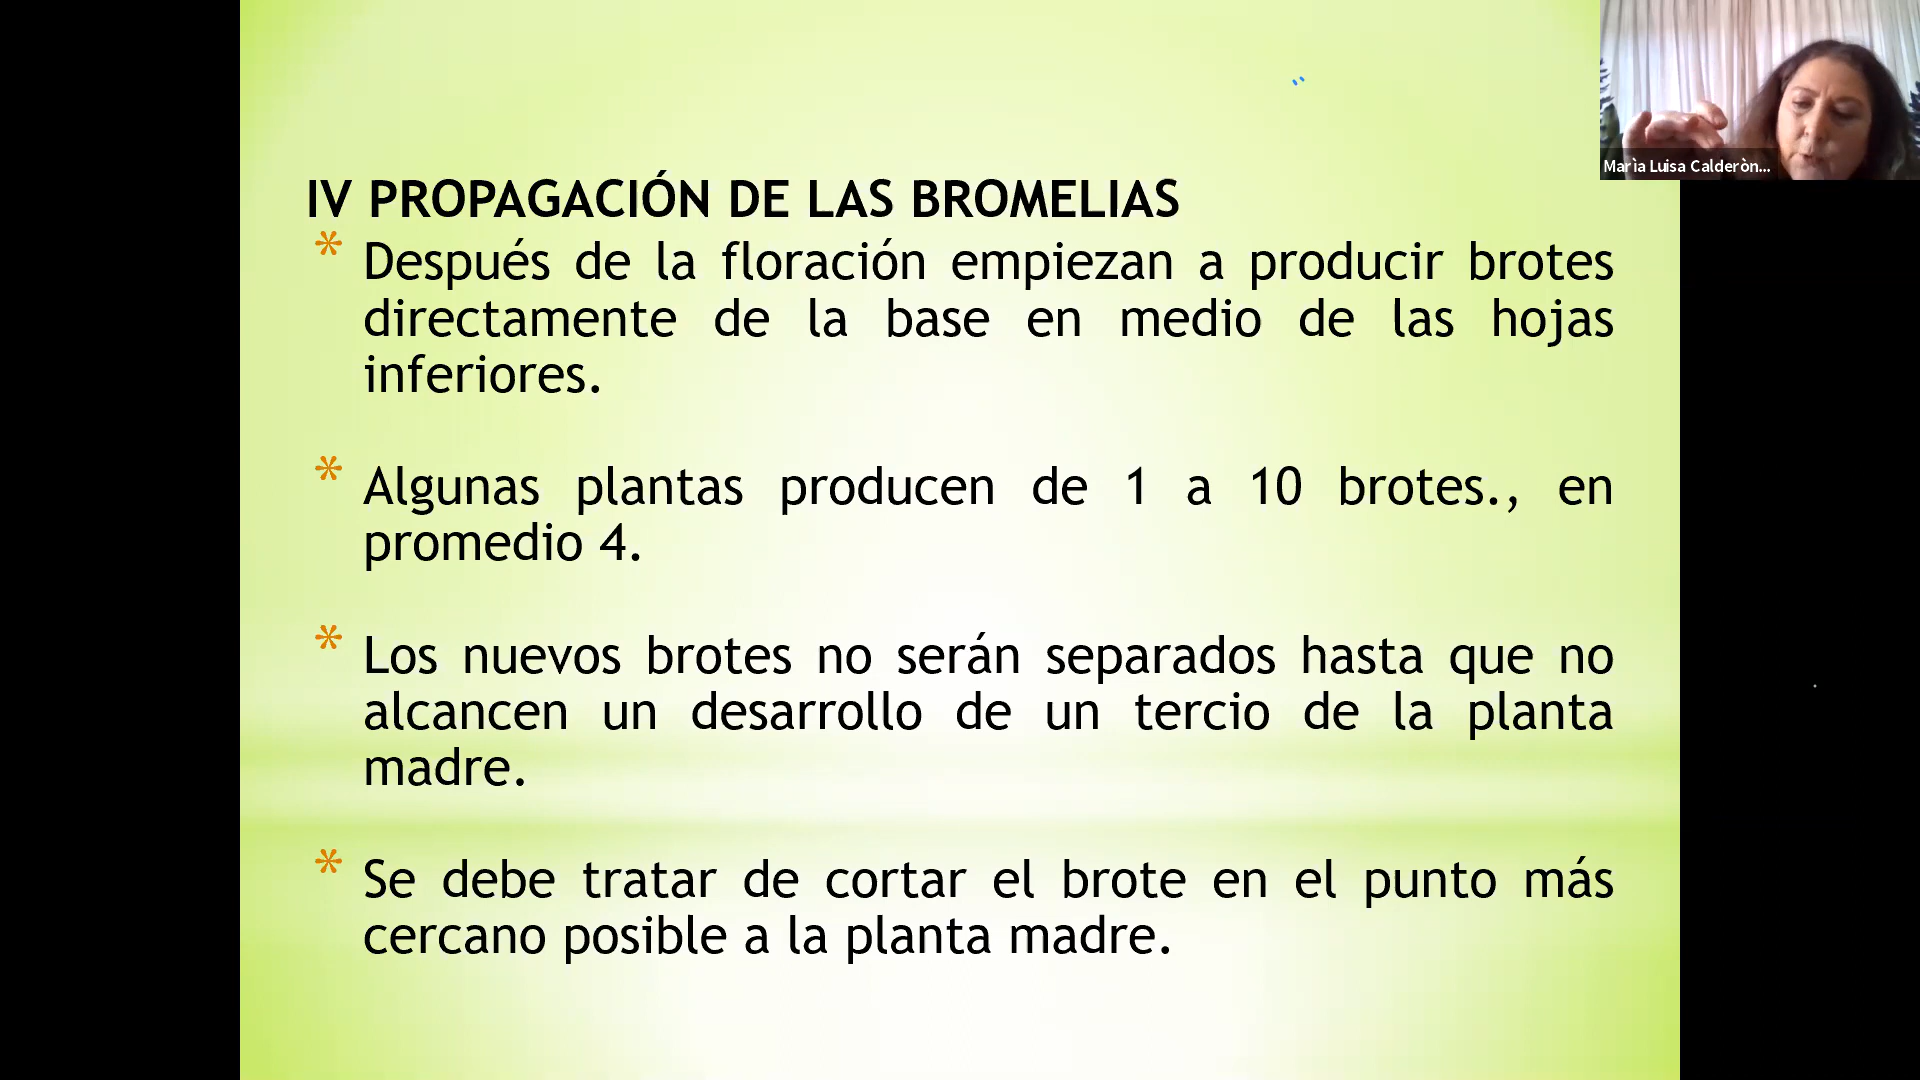 Marìa Luisa Calderòn...
IV PROPAGACIÓN DE LAS BROMELIAS
* Después de la floración empiezan a producir brotes
directamente de la base en medio de las hojas
inferiores.
* Algunas plantas producen de 1 a 10 brotes., en
promedio 4.
* Los nuevos brotes no serán separados hasta que no
alcancen un desarrollo de un tercio de la planta
madre.
* Se debe tratar de cortar el brote en el punto más
cercano posible a la planta madre.